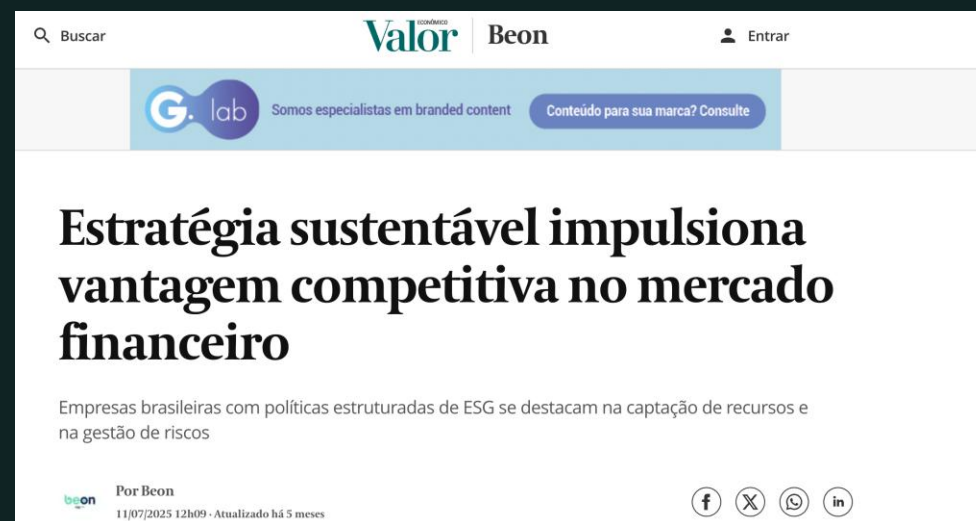 Buscar
Valor ECONÔMICO
Beon
Entrar
G. lab
Somos especialistas em branded content
Conteúdo para sua marca? Consulte
Estratégia sustentável impulsiona
vantagem competitiva no mercado
financeiro
Empresas brasileiras com políticas estruturadas de ESG se destacam na captação de recursos e
na gestão de riscos
beon
Por Beon
11/07/2025 12h09 · Atualizado há 5 meses
f X in